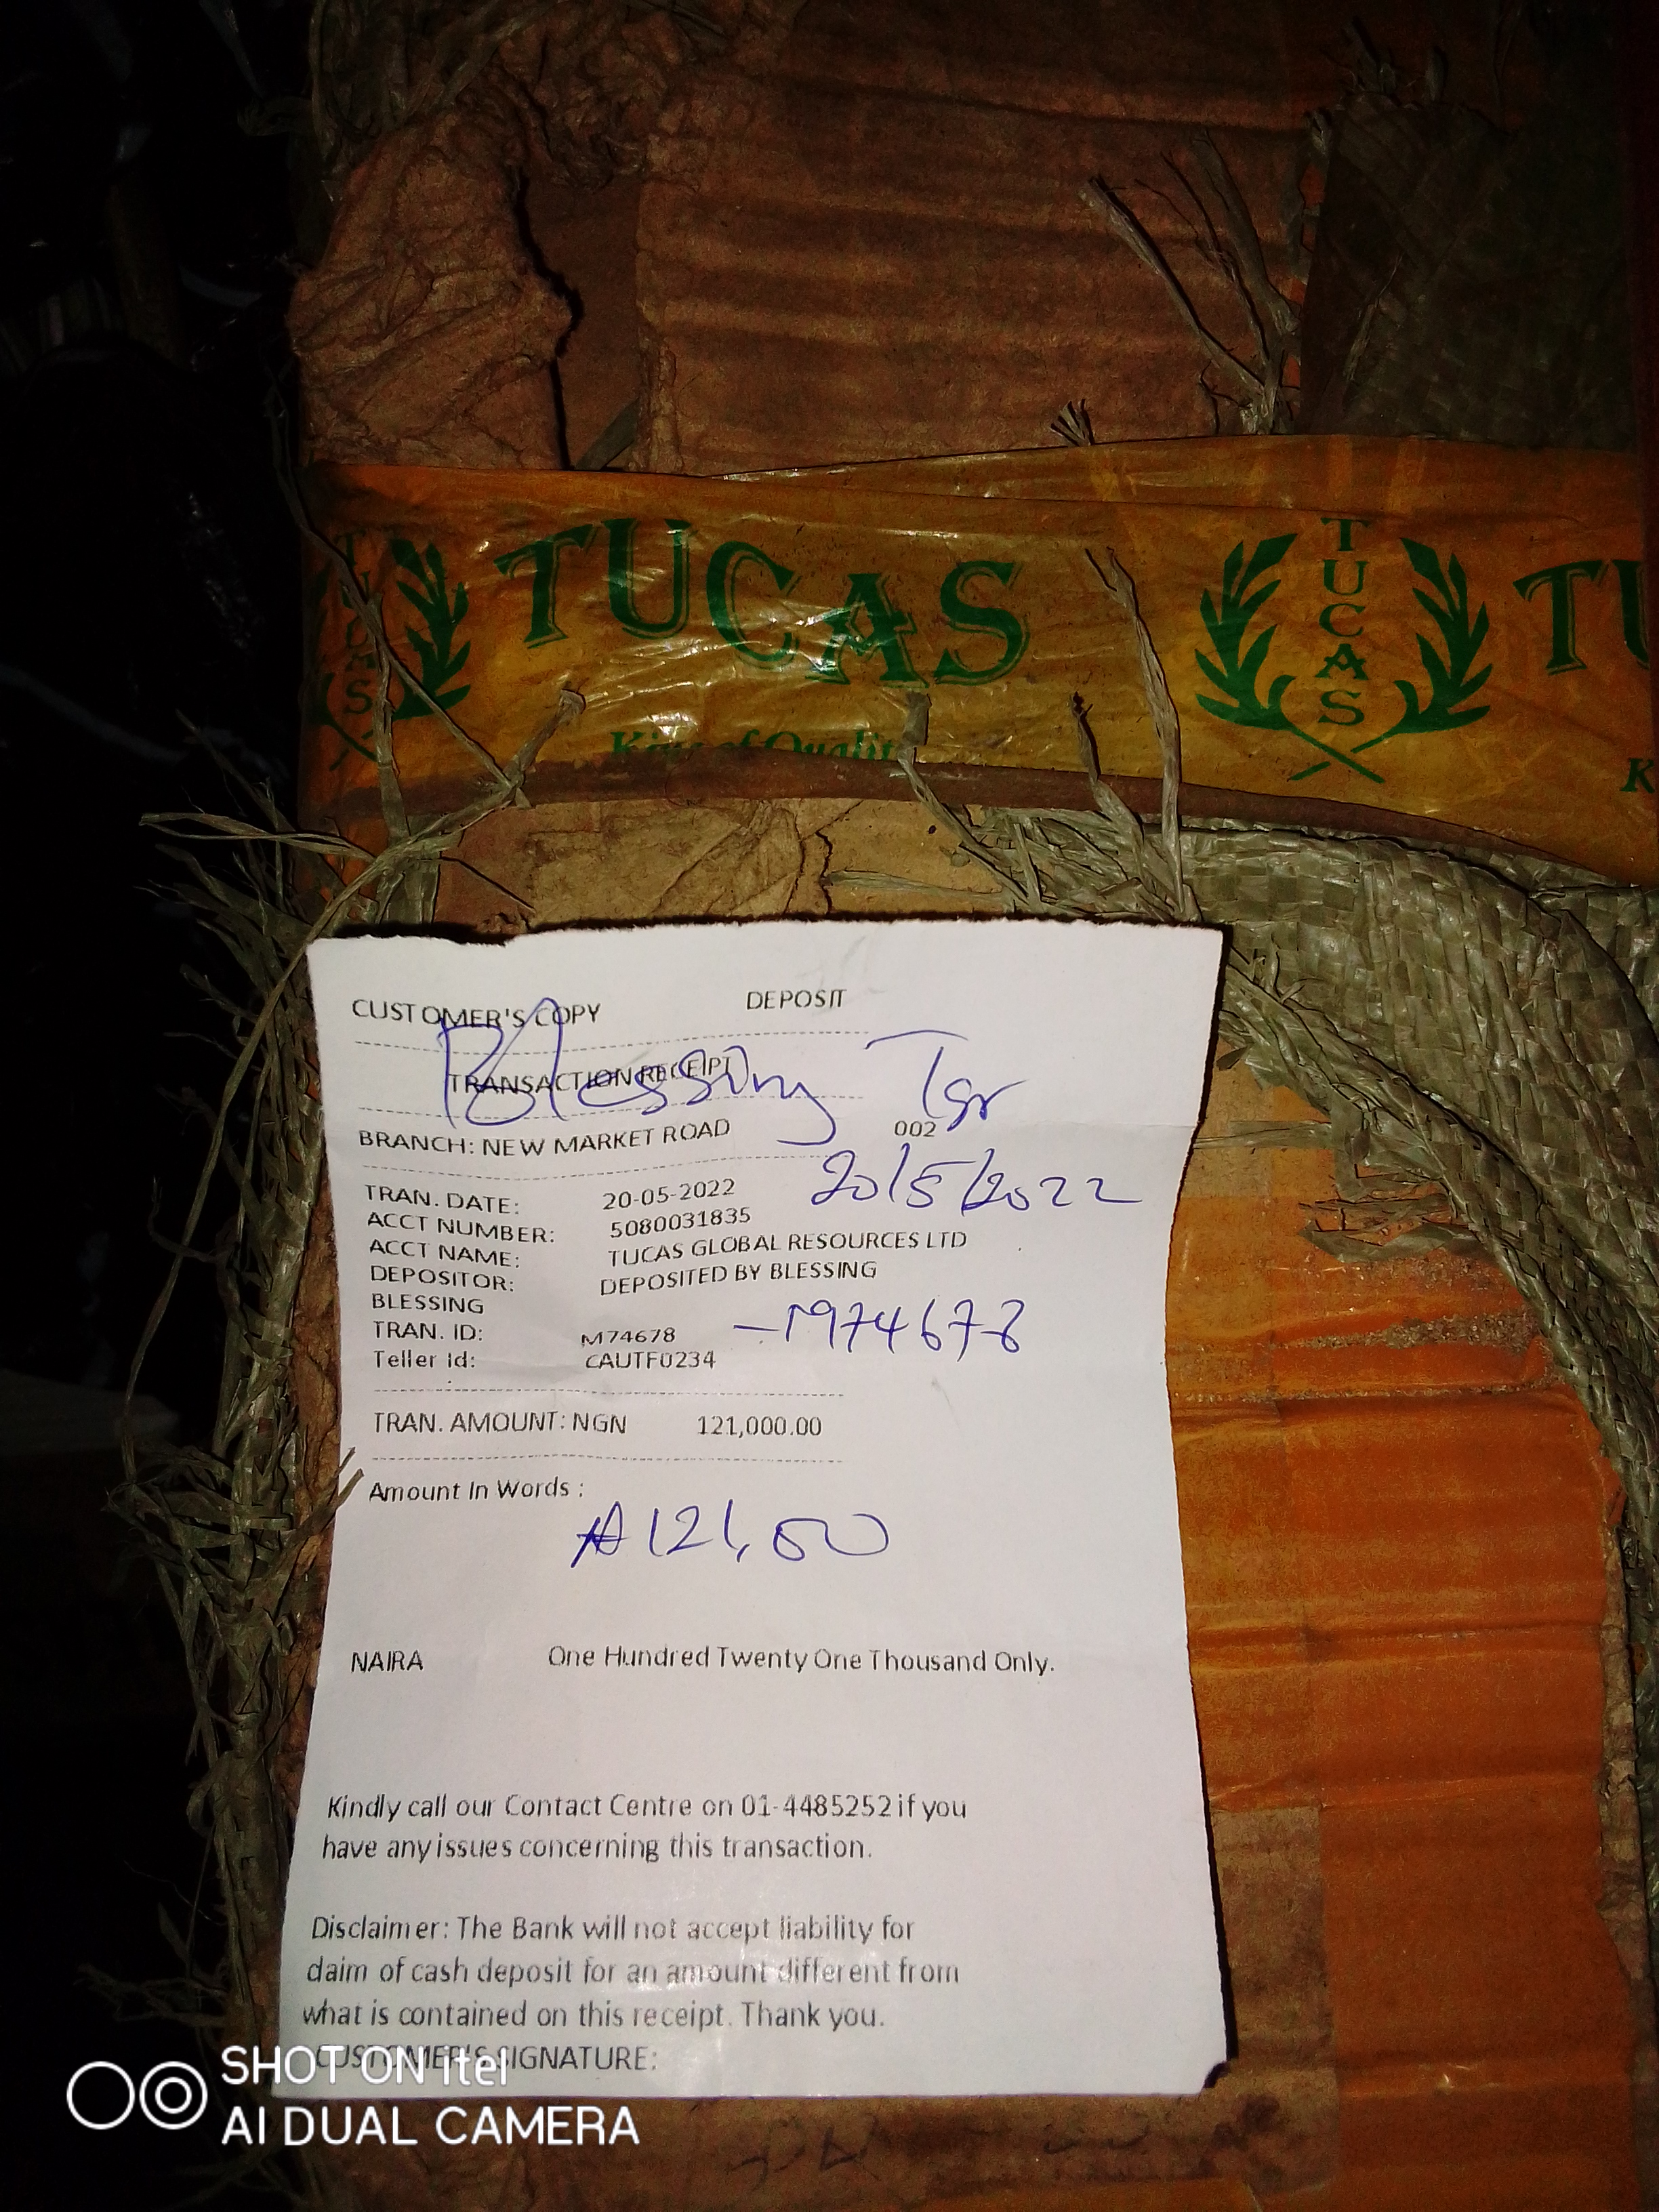 TUCAS
TUCAS
TUCAS
TU
King of Qualit
K
CUSTOMER'S COPY DEPOSIT
Blessing
TRANSACTION RECEIPT
BRANCH: NEW MARKET ROAD 002
20/5/2022
TRAN. DATE: 20-05-2022
ACCT NUMBER: 5080031835
ACCT NAME: TUCAS GLOBAL RESOURCES LTD
DEPOSITOR: DEPOSITED BY BLESSING
BLESSING
TRAN. ID: M74678
Teller Id: CAUTF0234
TRAN. AMOUNT: NGN 121,000.00
Amount In Words :
₦121,000
NAIRA One Hundred Twenty One Thousand Only.
Kindly call our Contact Centre on 01-4485252 if you
have any issues concerning this transaction.
Disclaimer: The Bank will not accept liability for
claim of cash deposit for an amount different from
what is contained on this receipt. Thank you.
CUSTOMER'S SIGNATURE:
SHOT ON itel
AI DUAL CAMERA